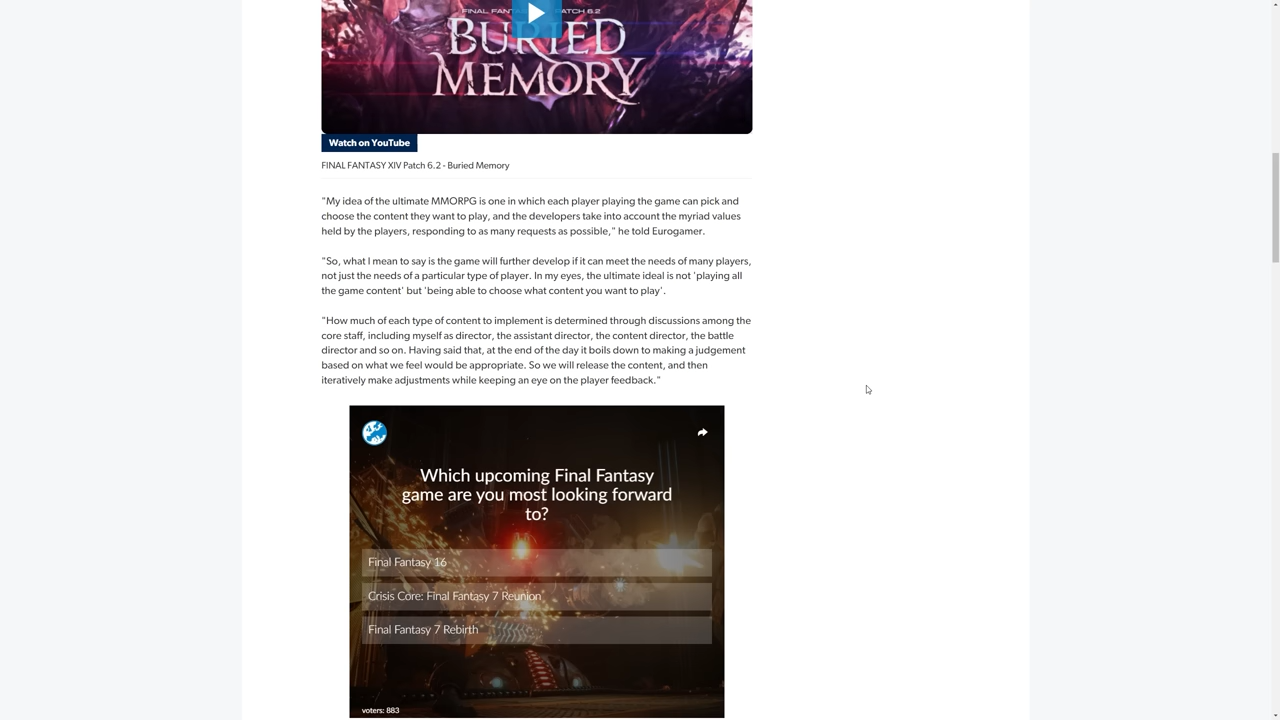 FINAL FANTASY PATCH 6.2
BURIED
MEMORY
Watch on YouTube
FINAL FANTASY XIV Patch 6.2 - Buried Memory
"My idea of the ultimate MMORPG is one in which each player playing the game can pick and
choose the content they want to play, and the developers take into account the myriad values
held by the players, responding to as many requests as possible," he told Eurogamer.
"So, what I mean to say is the game will further develop if it can meet the needs of many players,
not just the needs of a particular type of player. In my eyes, the ultimate ideal is not 'playing all
the game content' but 'being able to choose what content you want to play'.
"How much of each type of content to implement is determined through discussions among the
core staff, including myself as director, the assistant director, the content director, the battle
director and so on. Having said that, at the end of the day it boils down to making a judgement
based on what we feel would be appropriate. So we will release the content, and then
iteratively make adjustments while keeping an eye on the player feedback."
Which upcoming Final Fantasy
game are you most looking forward
to?
Final Fantasy 16
Crisis Core: Final Fantasy 7 Reunion
Final Fantasy 7 Rebirth
voters: 883